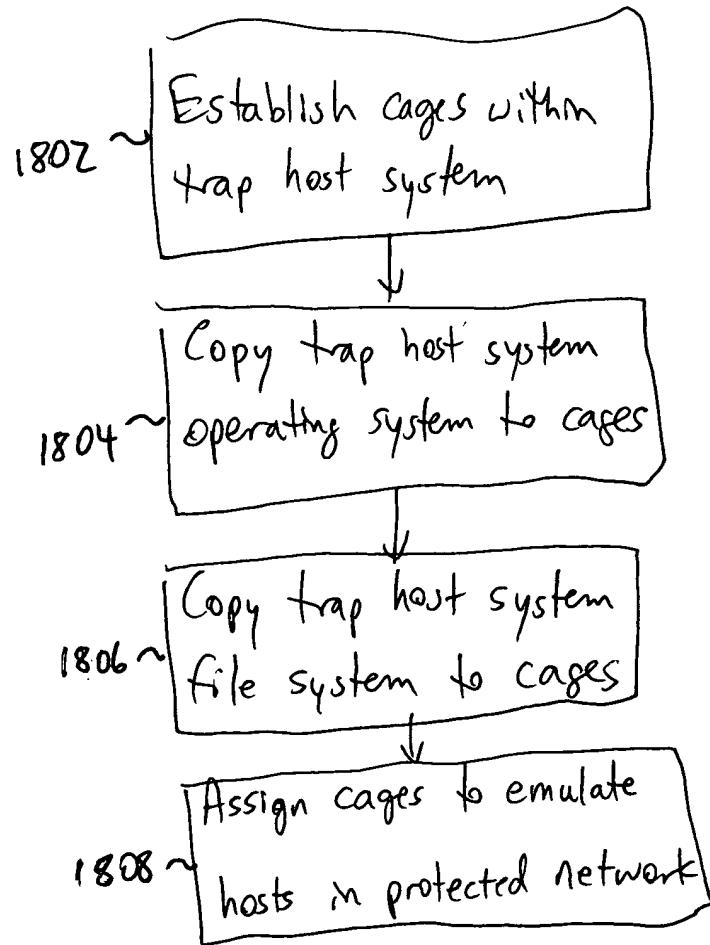 Establish cages within
1802
trap host system
Copy trap host system
1804
operating system to cages
Copy trap host system
1806
file system to cages
Assign cages to emulate
1808
hosts in protected network